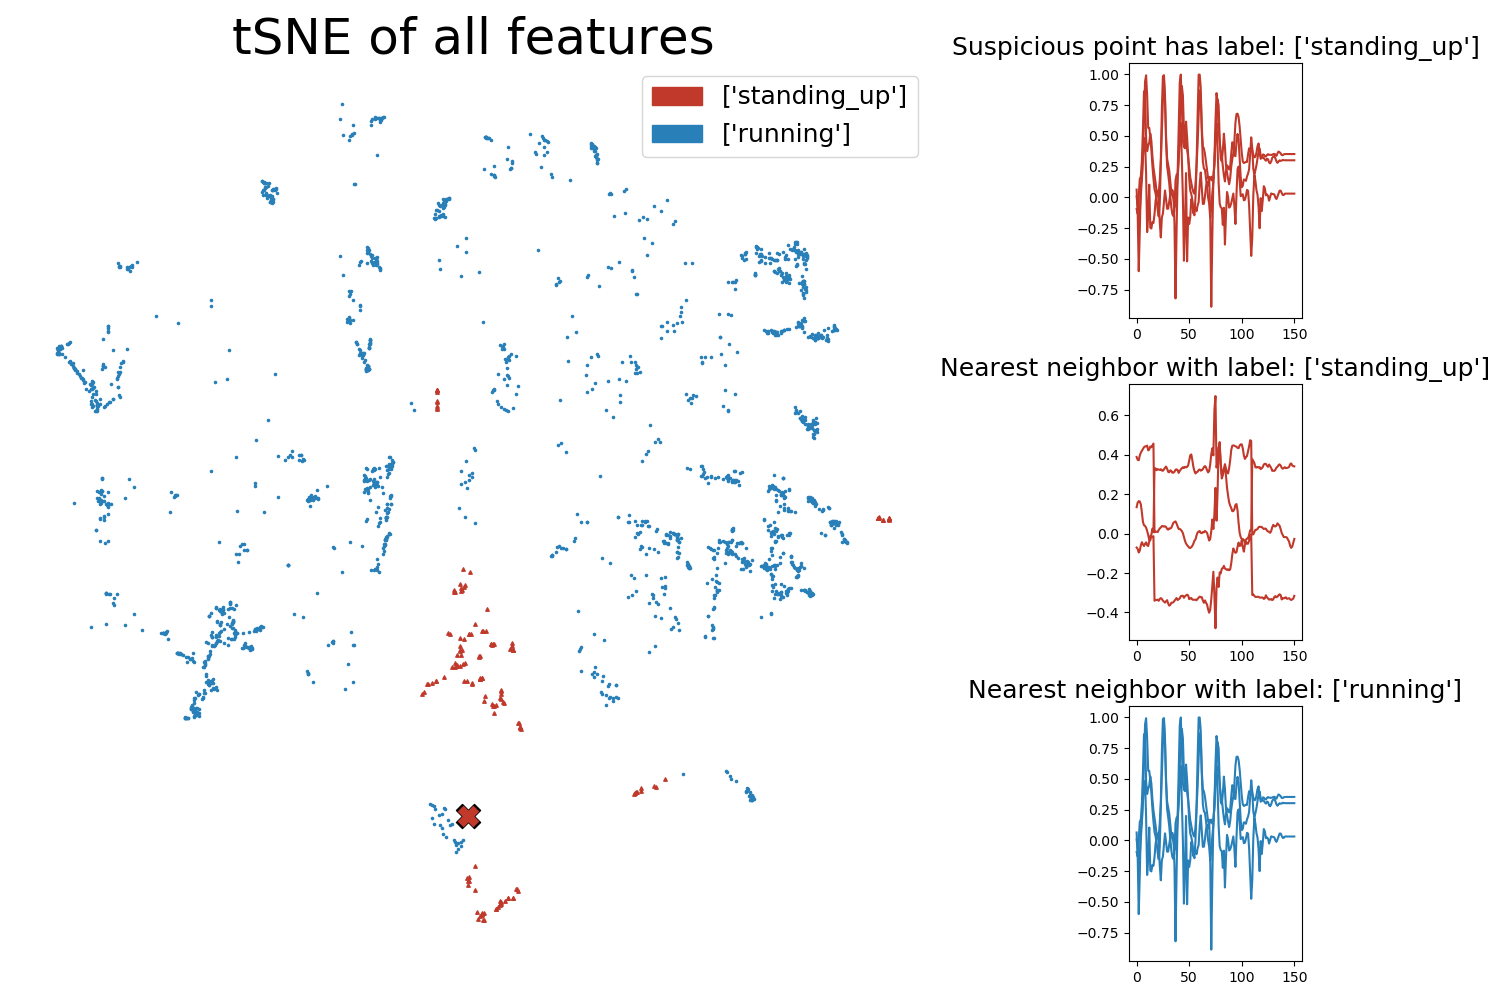 tSNE of all features
['standing_up']
['running']
Suspicious point has label: ['standing_up']
1.00
0.75
0.50
0.25
0.00
−0.25
−0.50
−0.75
0 50 100 150
Nearest neighbor with label: ['standing_up']
0.6
0.4
0.2
0.0
−0.2
−0.4
0 50 100 150
Nearest neighbor with label: ['running']
1.00
0.75
0.50
0.25
0.00
−0.25
−0.50
−0.75
0 50 100 150